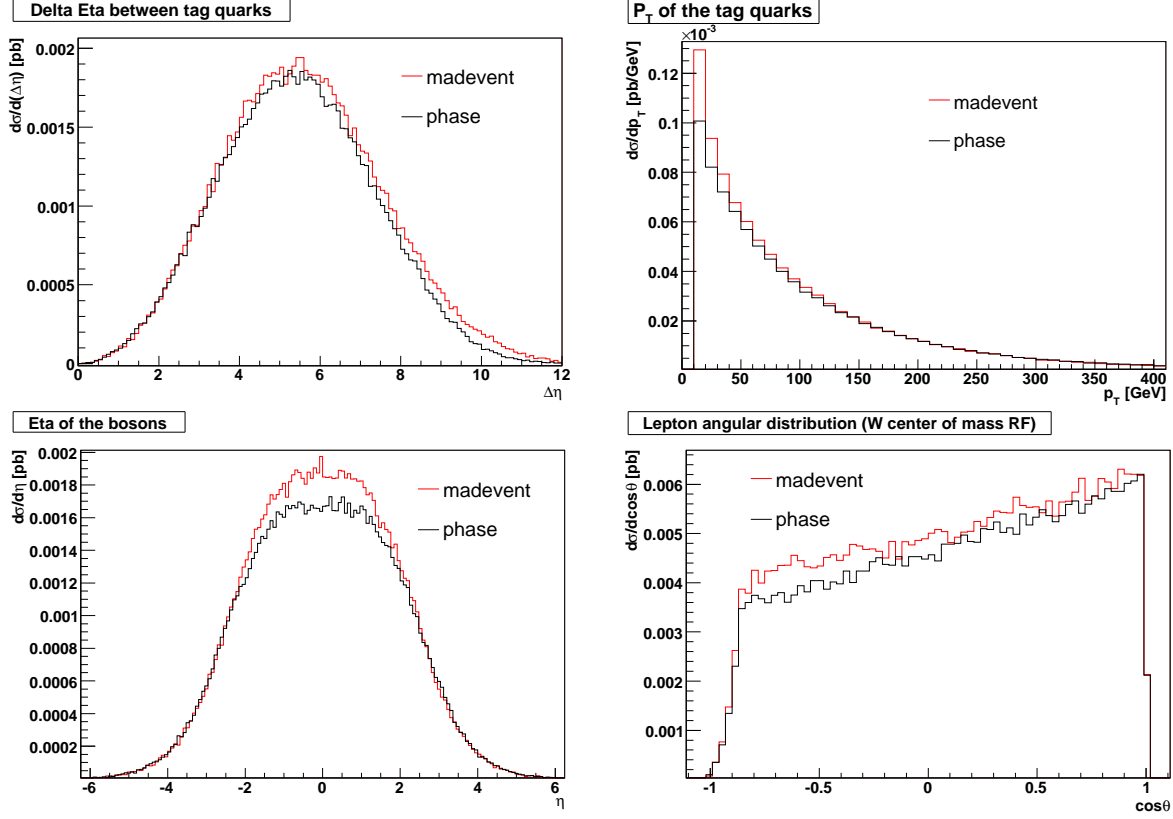 Delta Eta between tag quarks
dσ/d(Δη) [pb]
0.002
0.0015
0.001
0.0005
0
madevent
phase
0 2 4 6 8 10 12
Δη
P_T of the tag quarks
×10^-3
dσ/dp_T [pb/GeV]
0.12
0.1
0.08
0.06
0.04
0.02
madevent
phase
0 50 100 150 200 250 300 350 400
p_T [GeV]
Eta of the bosons
dσ/dη [pb]
0.002
0.0018
0.0016
0.0014
0.0012
0.001
0.0008
0.0006
0.0004
0.0002
madevent
phase
-6 -4 -2 0 2 4 6
η
Lepton angular distribution (W center of mass RF)
dσ/dcosθ [pb]
0.006
0.005
0.004
0.003
0.002
0.001
madevent
phase
-1 -0.5 0 0.5 1
cosθ